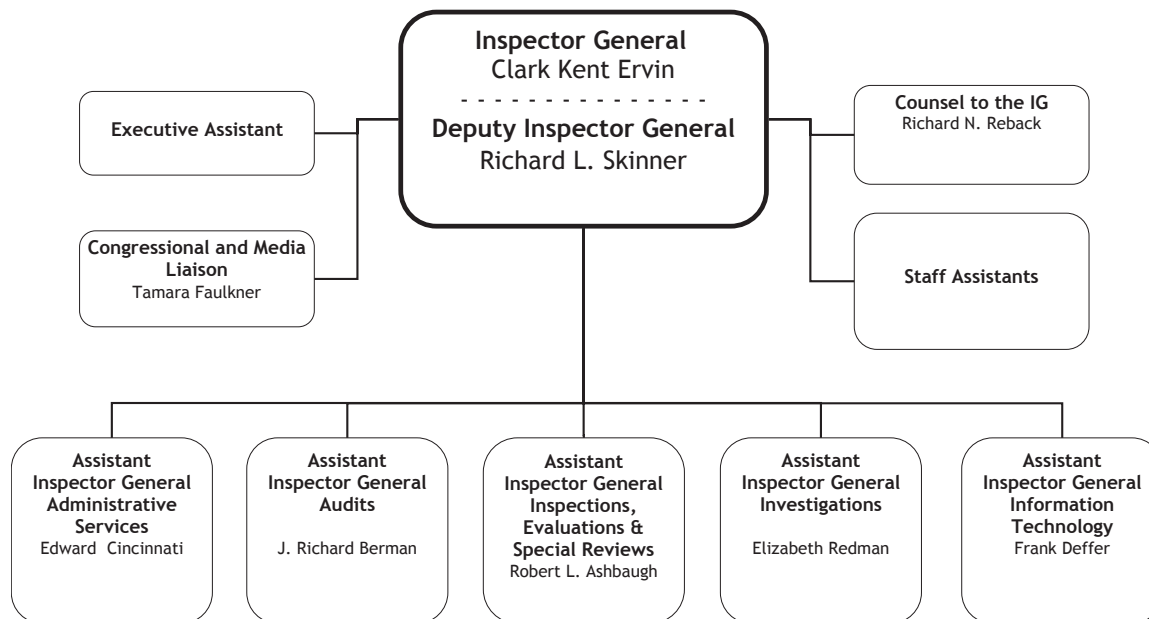 Inspector General
Clark Kent Ervin
Deputy Inspector General
Richard L. Skinner
Executive Assistant
Counsel to the IG
Richard N. Reback
Congressional and Media
Liaison
Tamara Faulkner
Staff Assistants
Assistant
Inspector General
Administrative
Services
Edward Cincinnati
Assistant
Inspector General
Audits
J. Richard Berman
Assistant
Inspector General
Inspections,
Evaluations &
Special Reviews
Robert L. Ashbaugh
Assistant
Inspector General
Investigations
Elizabeth Redman
Assistant
Inspector General
Information
Technology
Frank Deffer